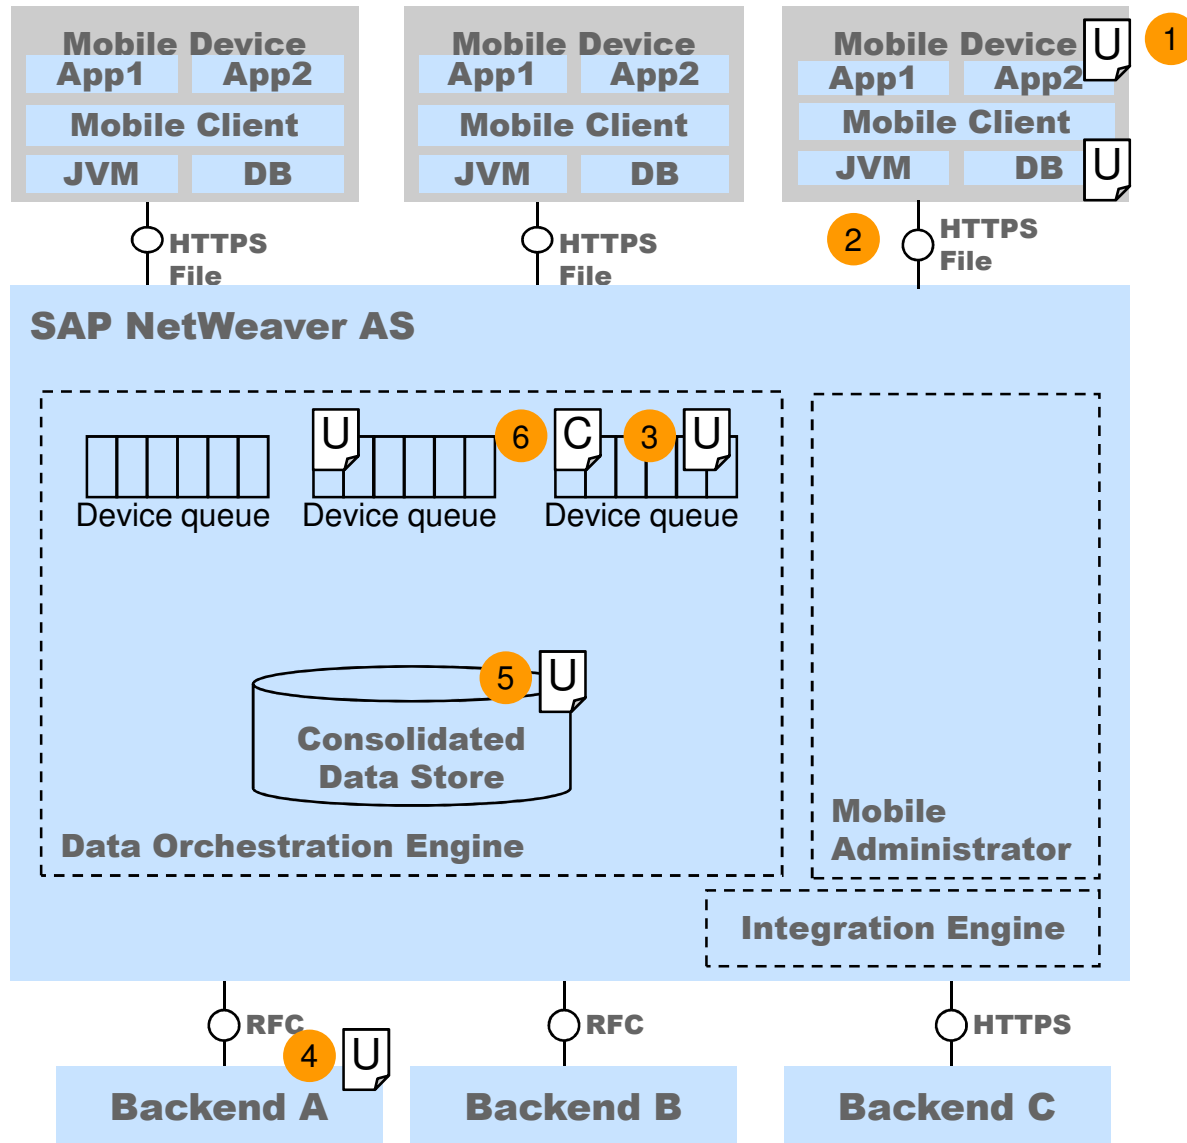 Mobile Device
App1 App2
Mobile Client
JVM DB
Mobile Device
App1 App2
Mobile Client
JVM DB
Mobile Device U 1
App1 App2
Mobile Client
JVM DB U
HTTPS
File
HTTPS
File
2 HTTPS
File
SAP NetWeaver AS
U 6 C 3 U
Device queue Device queue Device queue
5 U
Consolidated
Data Store
Data Orchestration Engine
Mobile
Administrator
Integration Engine
RFC RFC HTTPS
4 U
Backend A Backend B Backend C